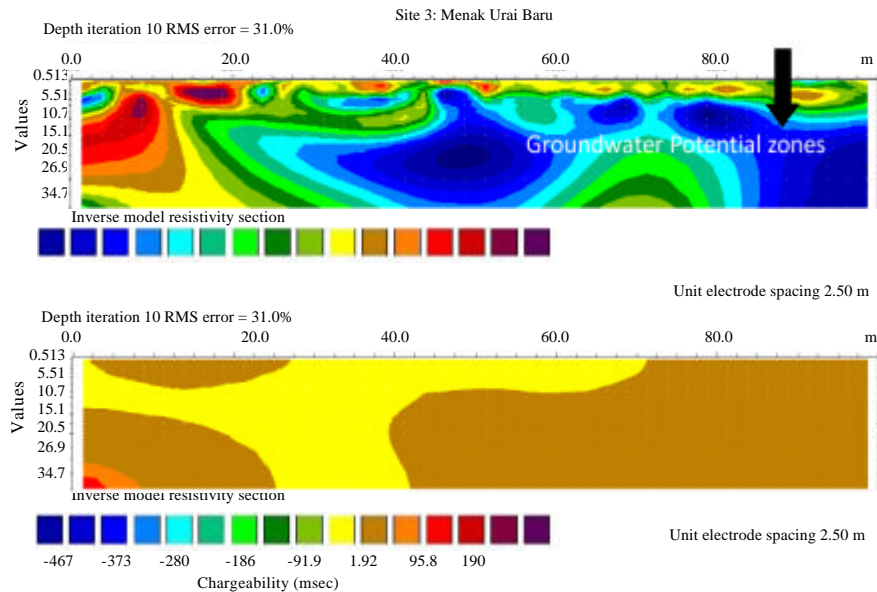 Site 3: Menak Urai Baru
Depth iteration 10 RMS error = 31.0%
0.0 20.0 40.0 60.0 80.0 m
Values
0.513
5.51
10.7
15.1
20.5
26.9
34.7
Groundwater Potential zones
Inverse model resistivity section
Unit electrode spacing 2.50 m
Depth iteration 10 RMS error = 31.0%
0.0 20.0 40.0 60.0 80.0 m
Values
0.513
5.51
10.7
15.1
20.5
26.9
34.7
Inverse model resistivity section
Unit electrode spacing 2.50 m
-467 -373 -280 -186 -91.9 1.92 95.8 190
Chargeability (msec)